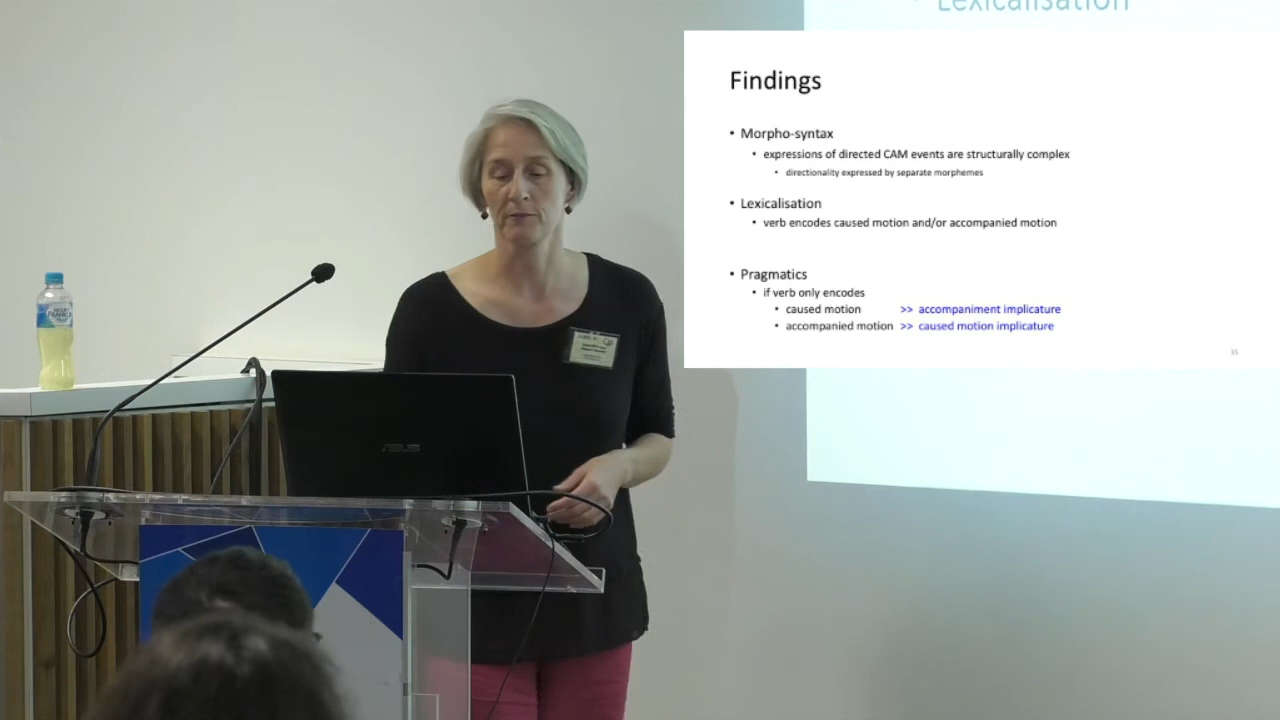 Lexicalisation
Findings
• Morpho-syntax
• expressions of directed CAM events are structurally complex
• directionality expressed by separate morphemes
• Lexicalisation
• verb encodes caused motion and/or accompanied motion
• Pragmatics
• if verb only encodes
• caused motion >> accompaniment implicature
• accompanied motion >> caused motion implicature
35
ASUS